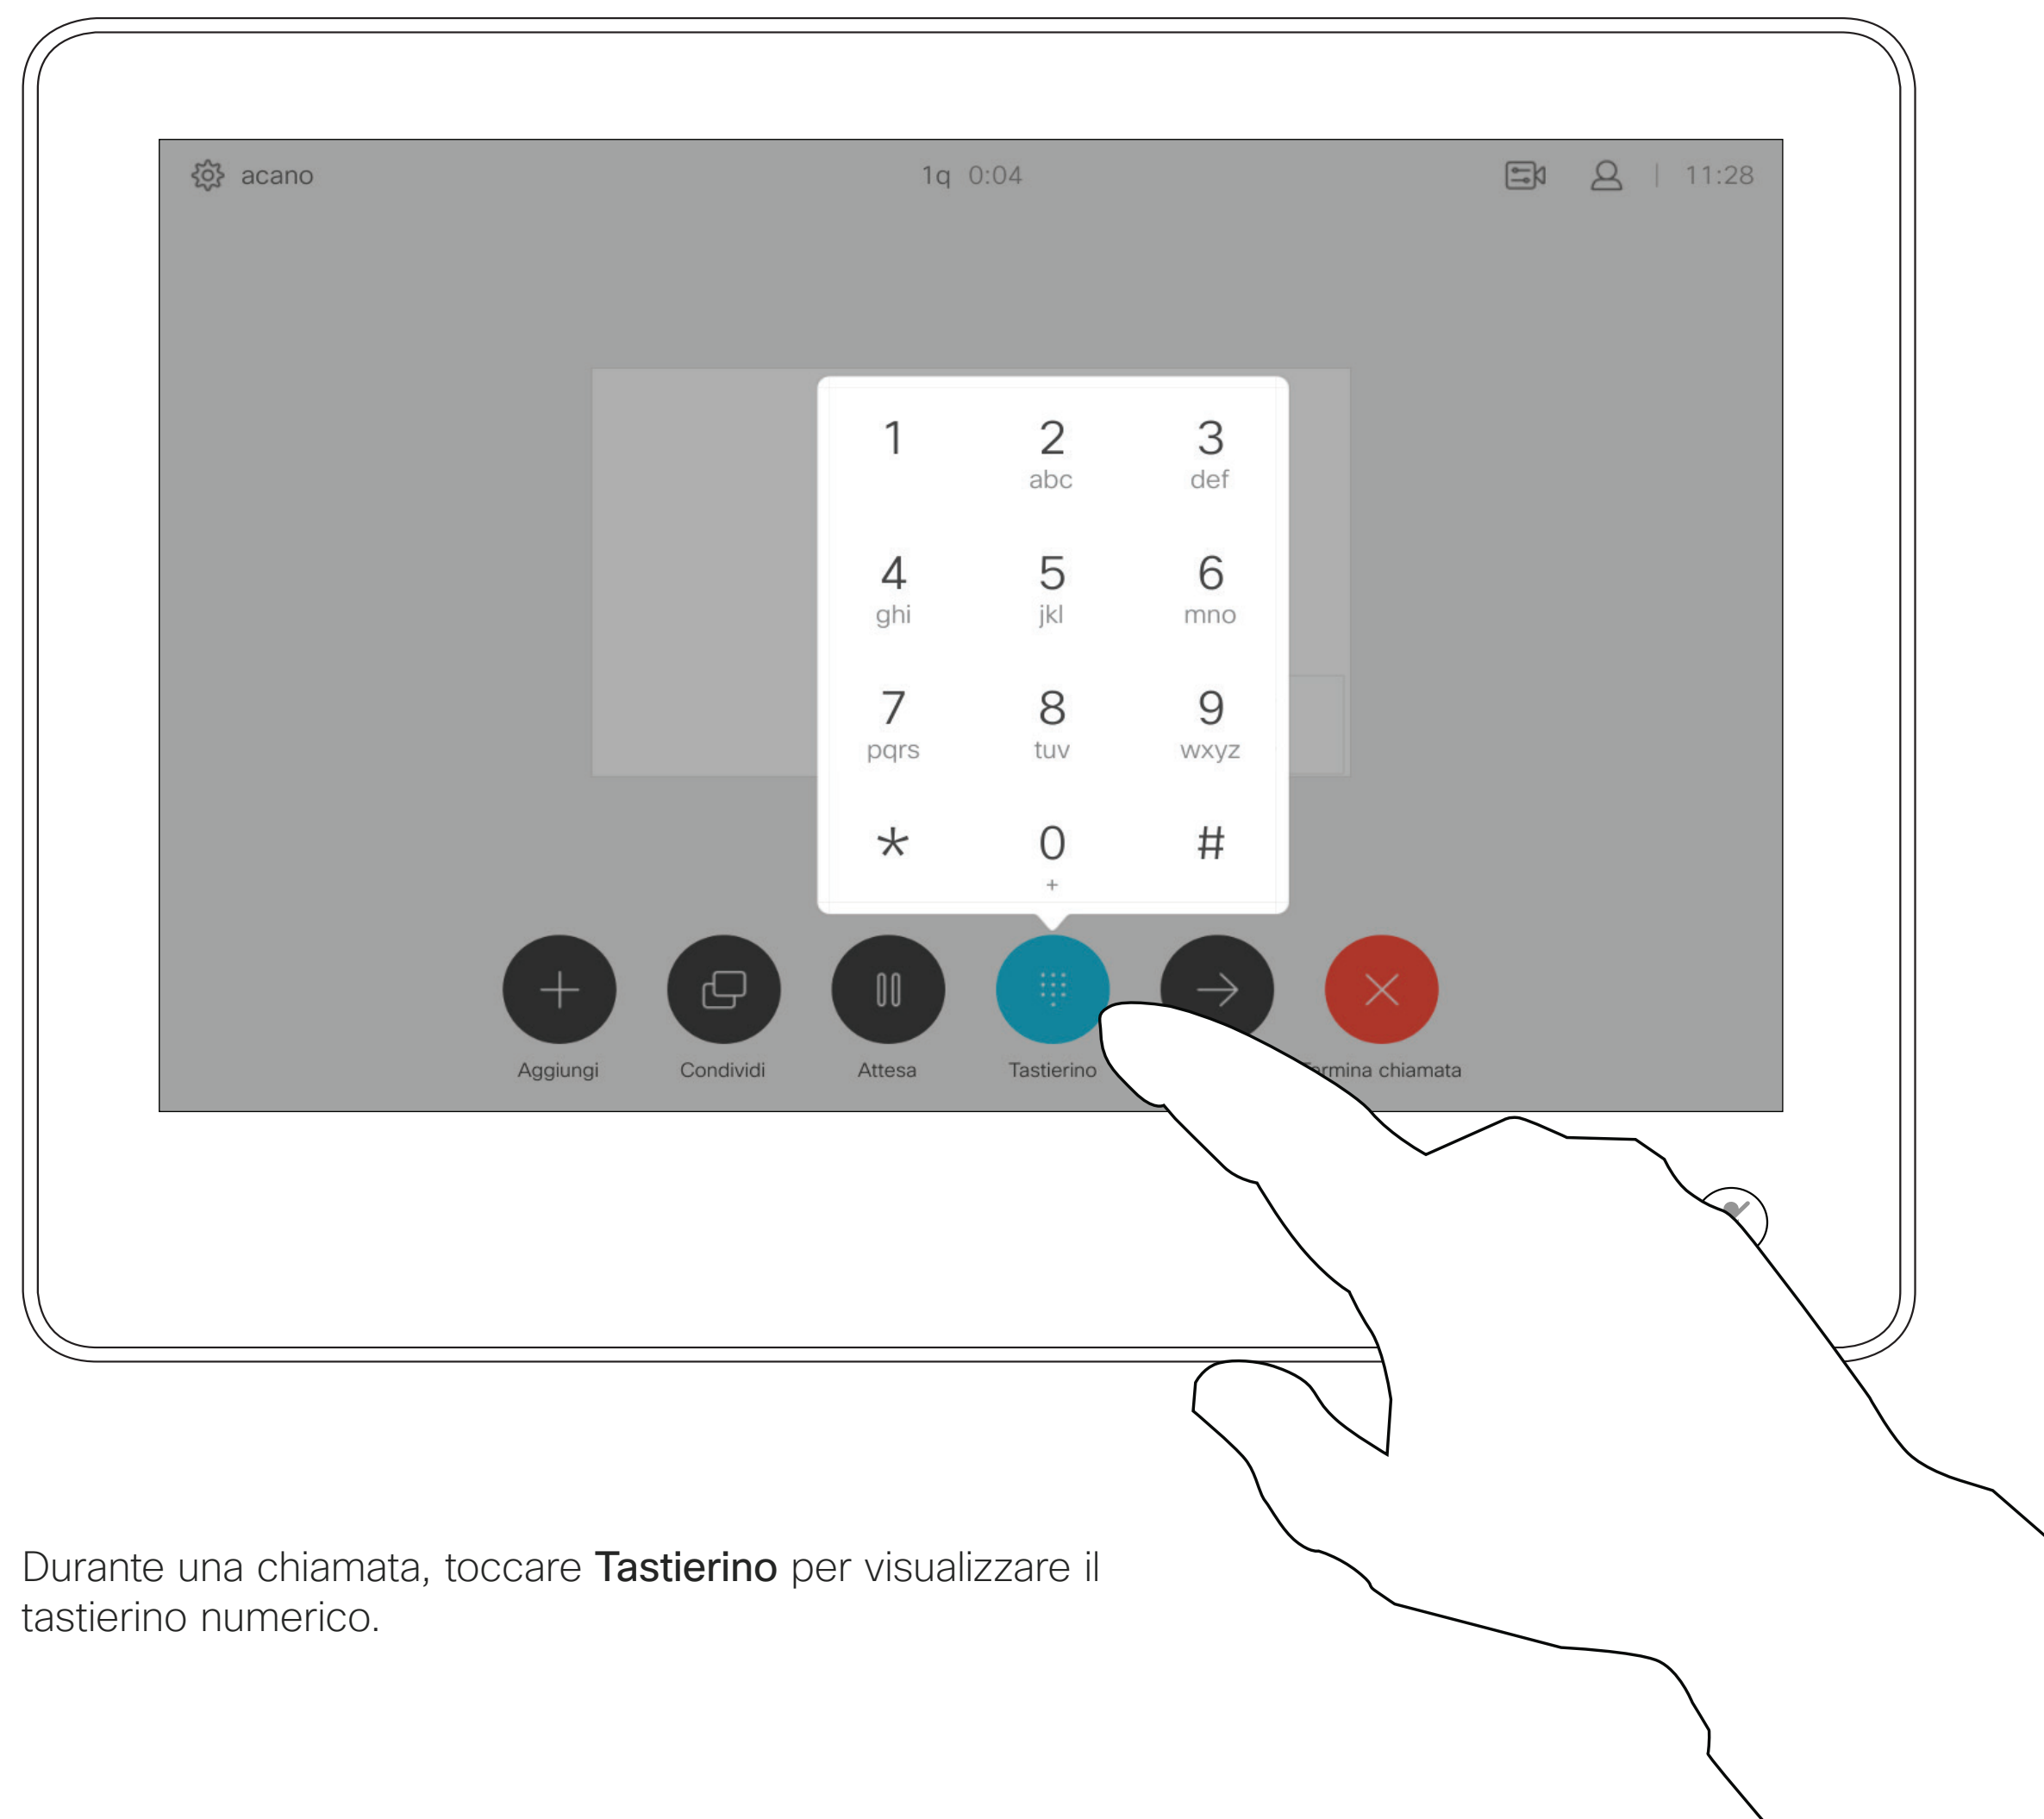 acano 1q 0:04 11:28
1 2 3
abc def
4 5 6
ghi jkl mno
7 8 9
pqrs tuv wxyz
* 0 #
+
Aggiungi Condividi Attesa Tastierino chiamata
Durante una chiamata, toccare Tastierino per visualizzare il
tastierino numerico.